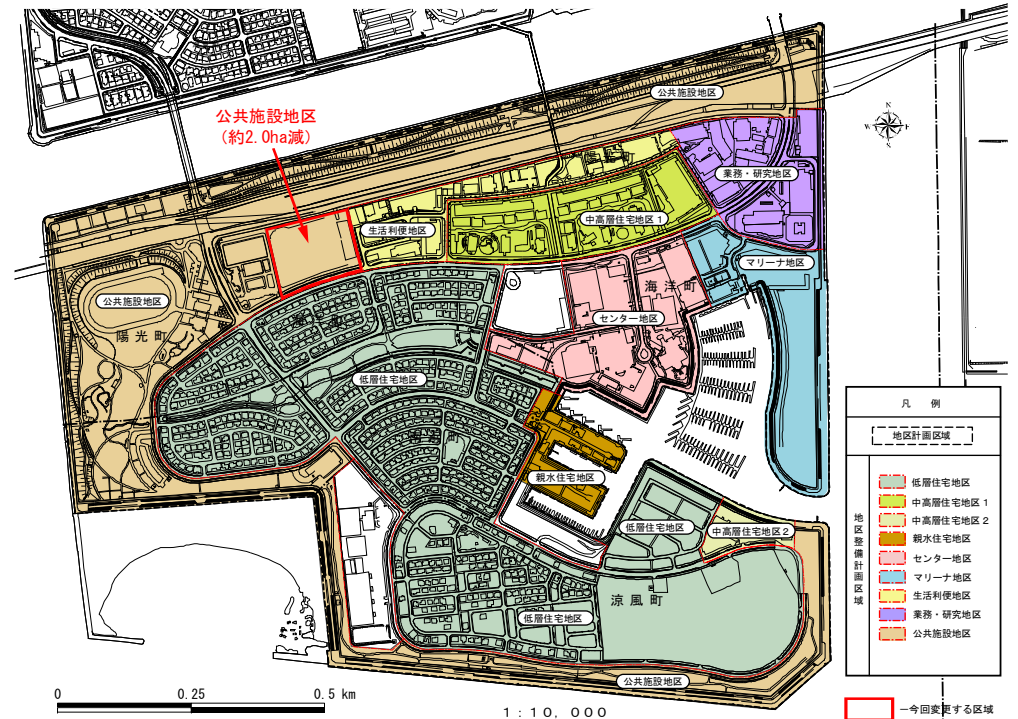 公共施設地区
公共施設地区
(約2.0ha減)
N
W
E
S
業務・研究地区
生活利便地区
中高層住宅地区1
マリーナ地区
公共施設地区
海洋町
陽光町
センター地区
低層住宅地区
親水住宅地区
低層住宅地区
中高層住宅地区2
涼風町
低層住宅地区
公共施設地区
凡 例
地区計画区域
地区整備計画区域
低層住宅地区
中高層住宅地区1
中高層住宅地区2
親水住宅地区
センター地区
マリーナ地区
生活利便地区
業務・研究地区
公共施設地区
0 0.25 0.5 km
1:10,000
今回変更する区域